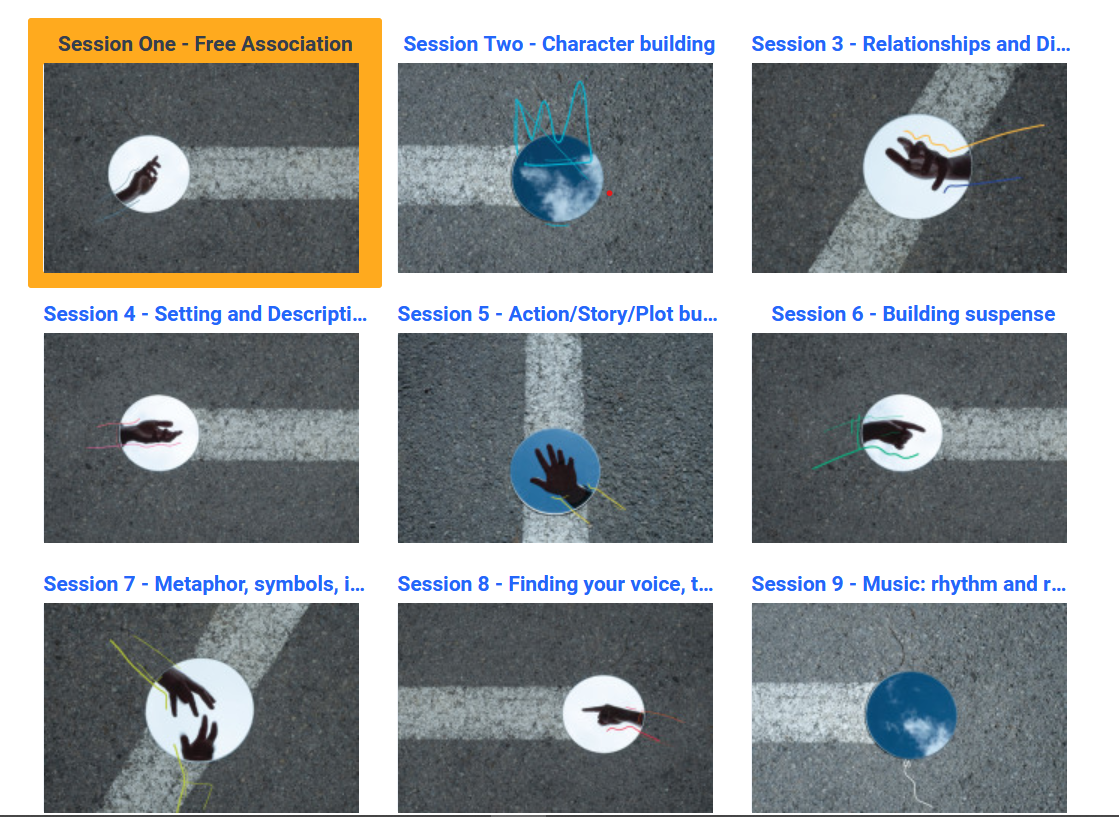 Session One - Free Association
Session Two - Character building
Session 3 - Relationships and Di...
Session 4 - Setting and Descripti...
Session 5 - Action/Story/Plot bu...
Session 6 - Building suspense
Session 7 - Metaphor, symbols, i...
Session 8 - Finding your voice, t...
Session 9 - Music: rhythm and r...